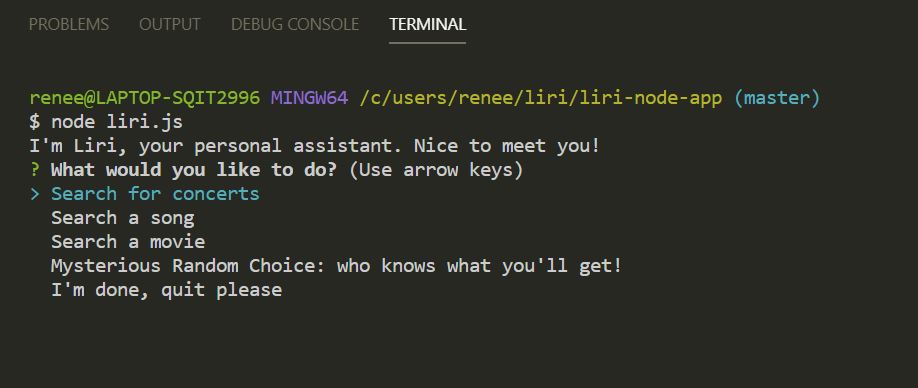 PROBLEMS OUTPUT DEBUG CONSOLE TERMINAL
renee@LAPTOP-SQIT2996 MINGW64 /c/users/renee/liri/liri-node-app (master)
$ node liri.js
I'm Liri, your personal assistant. Nice to meet you!
? What would you like to do? (Use arrow keys)
> Search for concerts
Search a song
Search a movie
Mysterious Random Choice: who knows what you'll get!
I'm done, quit please